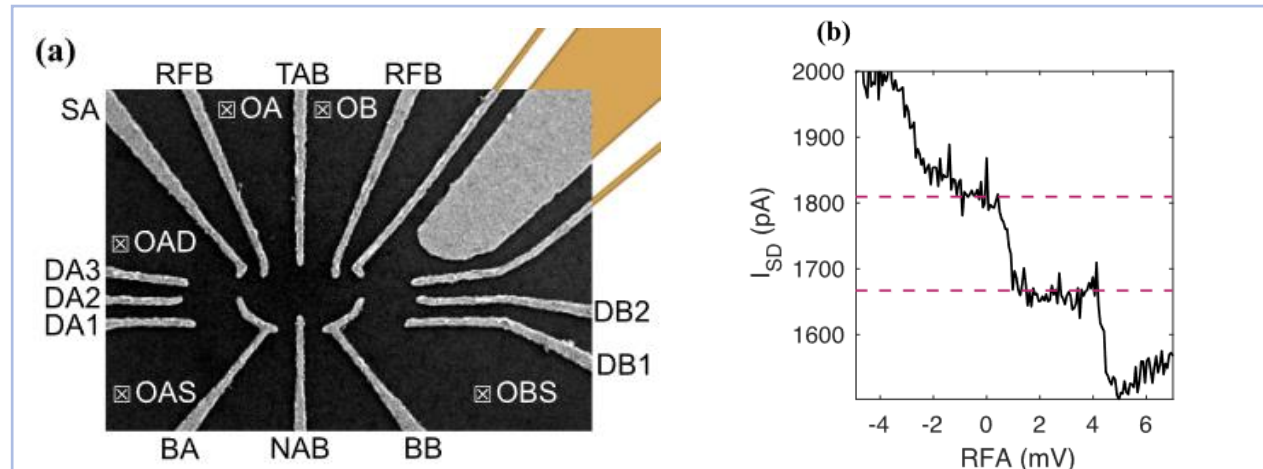 (a)
RFB TAB RFB
SA ☒ OA ☒ OB
☒ OAD
DA3
DA2
DA1
DB2
DB1
☒ OAS ☒ OBS
BA NAB BB
(b)
2000
1900
1800
1700
1600
I_SD (pA)
-4 -2 0 2 4 6
RFA (mV)